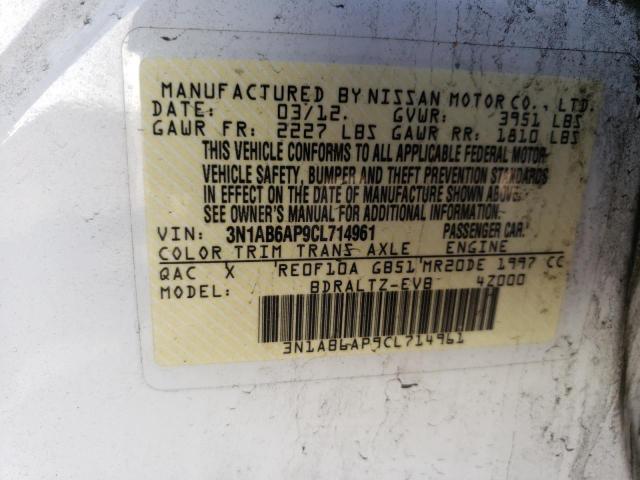 MANUFACTURED BY NISSAN MOTOR CO., LTD.
DATE: 03/12. GVWR: 3951 LBS
GAWR FR: 2227 LBS GAWR RR: 1810 LBS
THIS VEHICLE CONFORMS TO ALL APPLICABLE FEDERAL MOTOR
VEHICLE SAFETY, BUMPER AND THEFT PREVENTION STANDARDS
IN EFFECT ON THE DATE OF MANUFACTURE SHOWN ABOVE.
SEE OWNER MANUAL FOR ADDITIONAL INFORMATION.
VIN: 3N1AB6AP9CL714961 PASSENGER CAR.
COLOR TRIM TRANS AXLE ENGINE
QAC X 'RE0F10A GB51'MR20DE 1997 CC
MODEL: BDRALTZ-EVB 4Z000
3N1AB6AP9CL714961